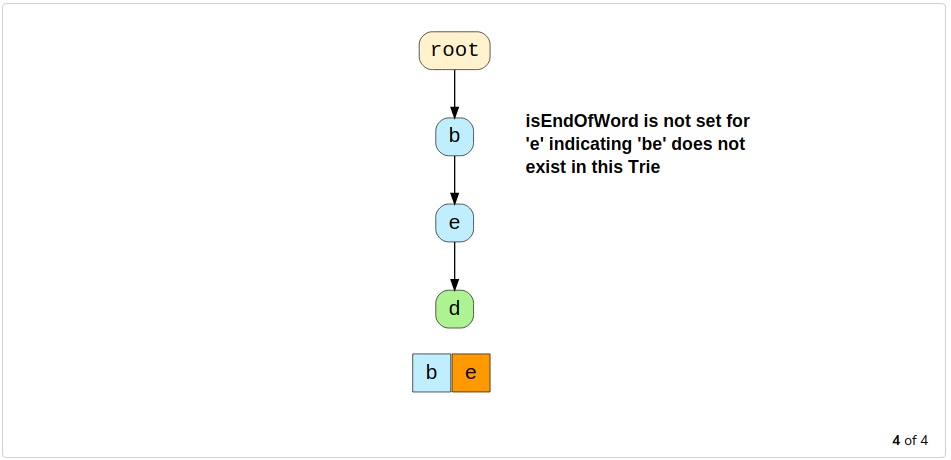 root
b
isEndOfWord is not set for
'e' indicating 'be' does not
exist in this Trie
e
d
b e
4 of 4